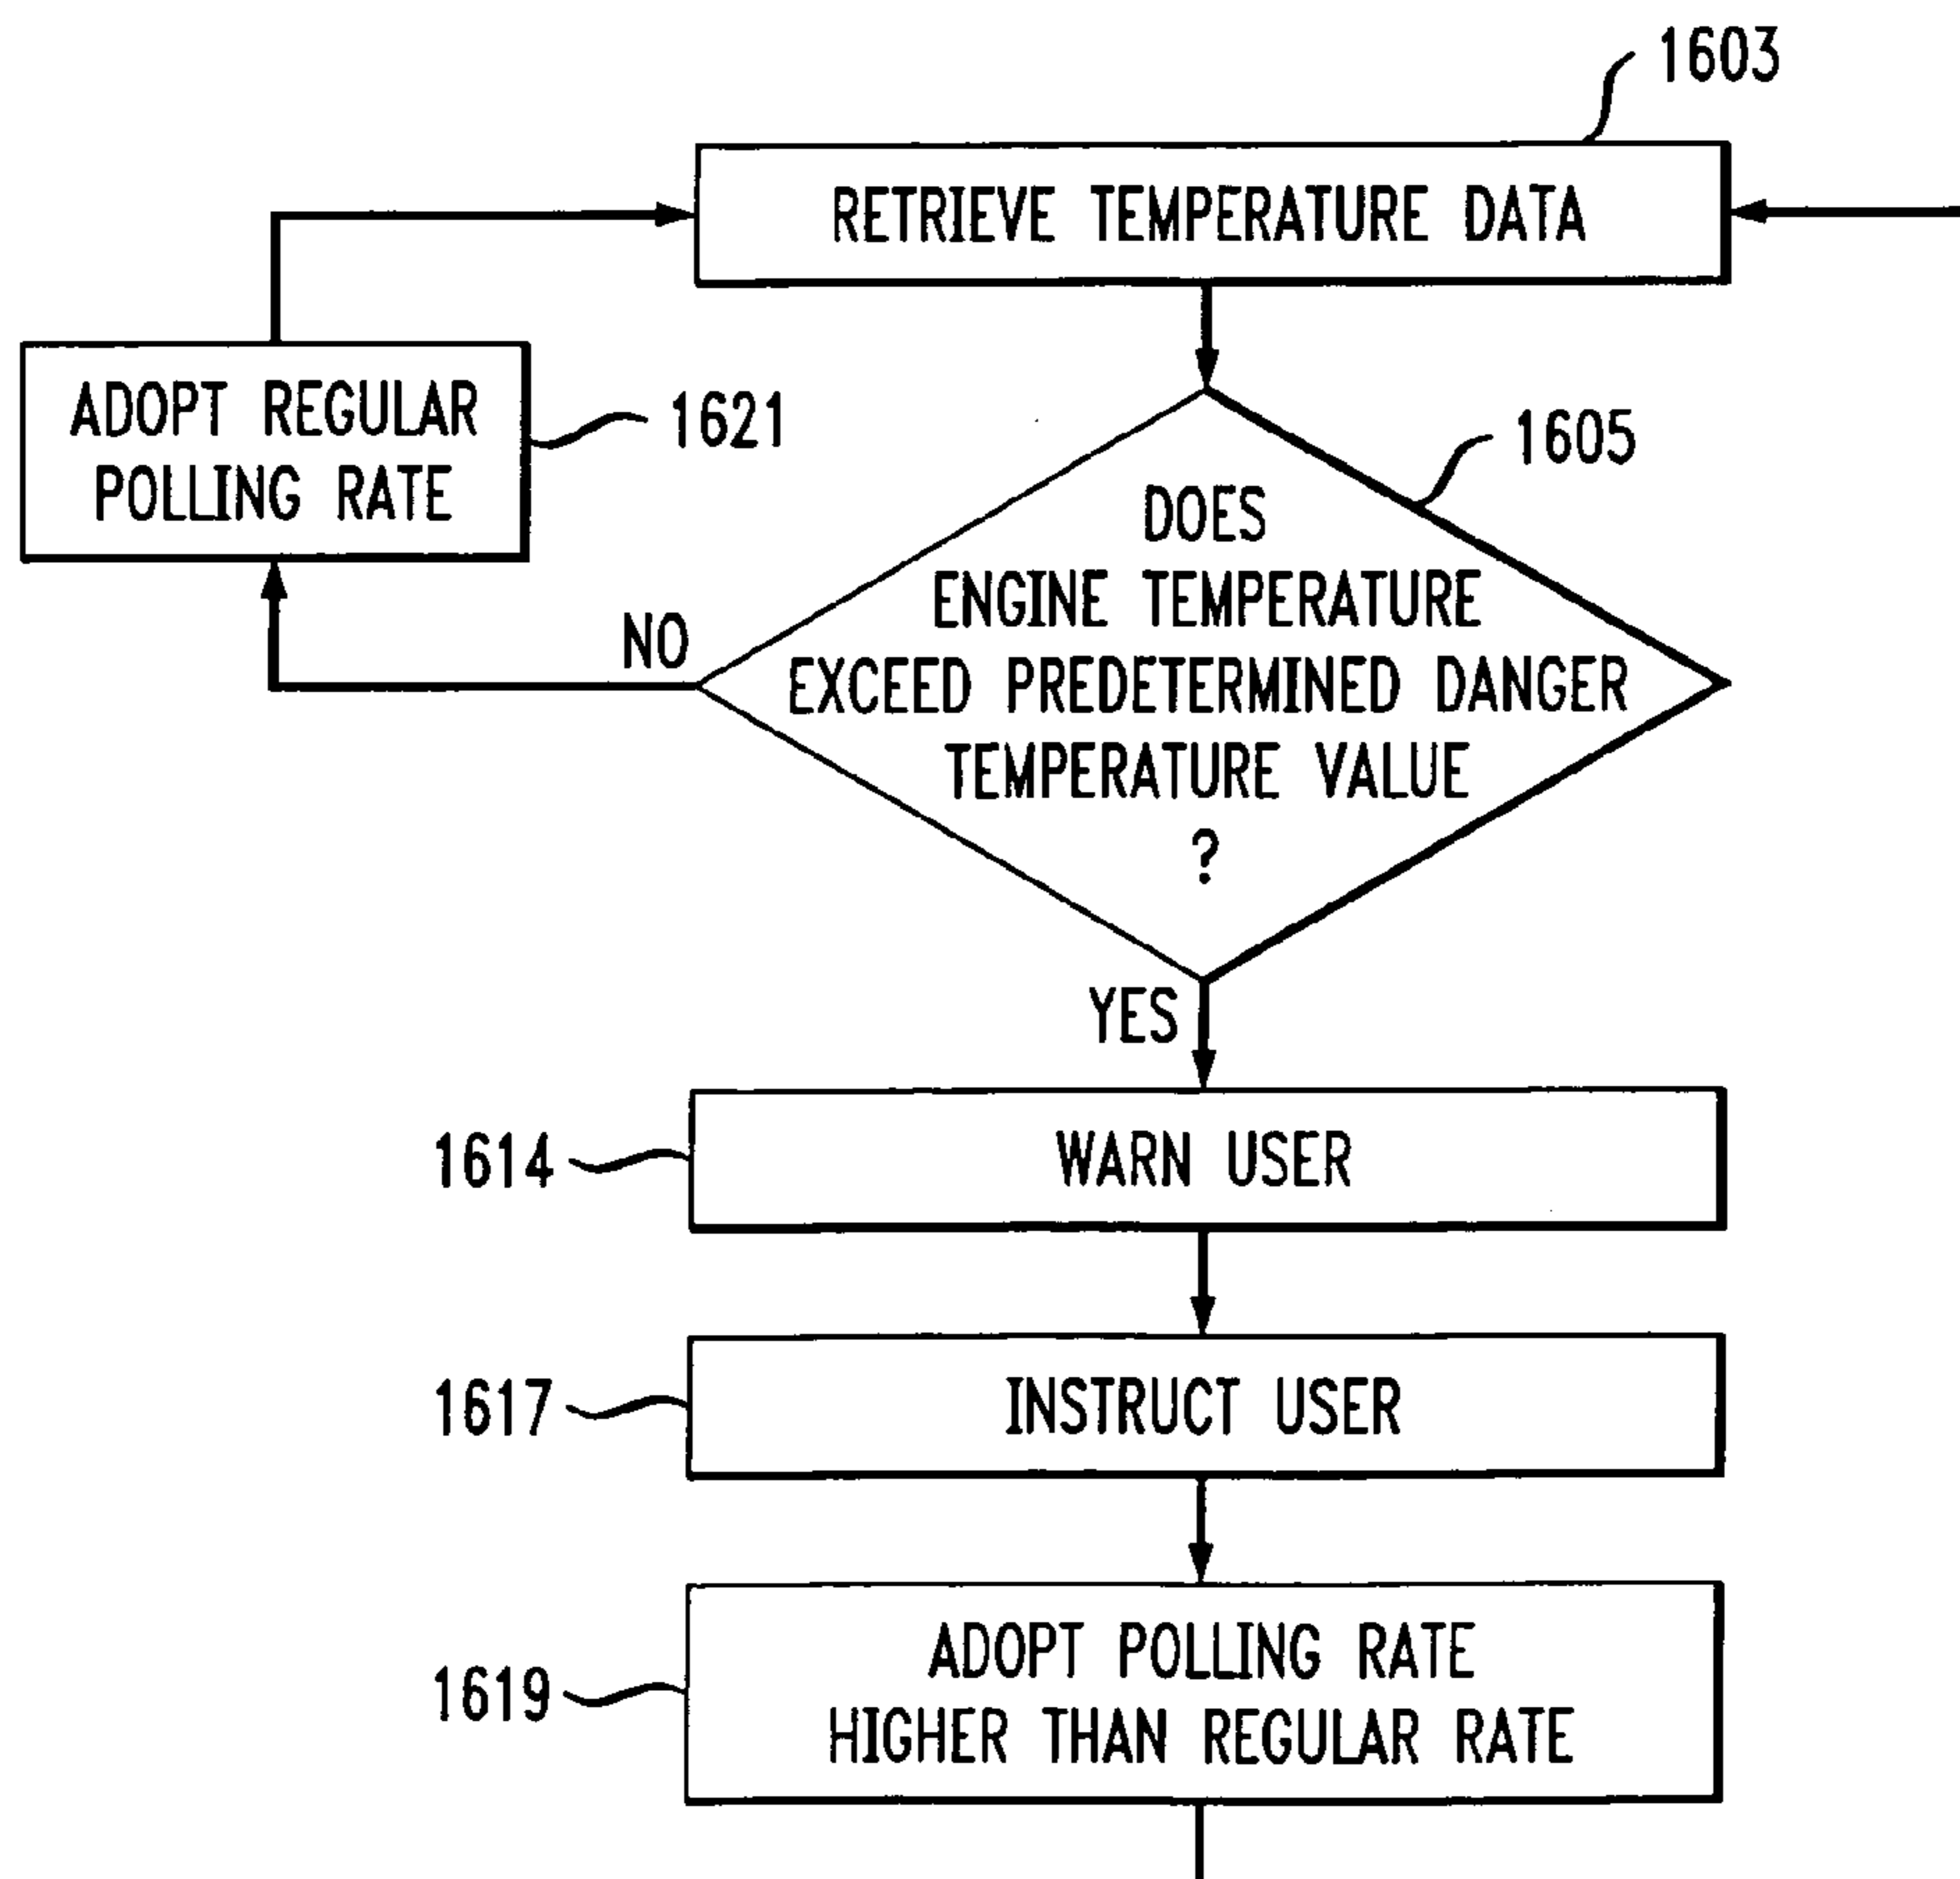 1603
RETRIEVE TEMPERATURE DATA
ADOPT REGULAR
POLLING RATE
1621
1605
DOES
ENGINE TEMPERATURE
EXCEED PREDETERMINED DANGER
TEMPERATURE VALUE
?
NO
YES
1614
WARN USER
1617
INSTRUCT USER
1619
ADOPT POLLING RATE
HIGHER THAN REGULAR RATE